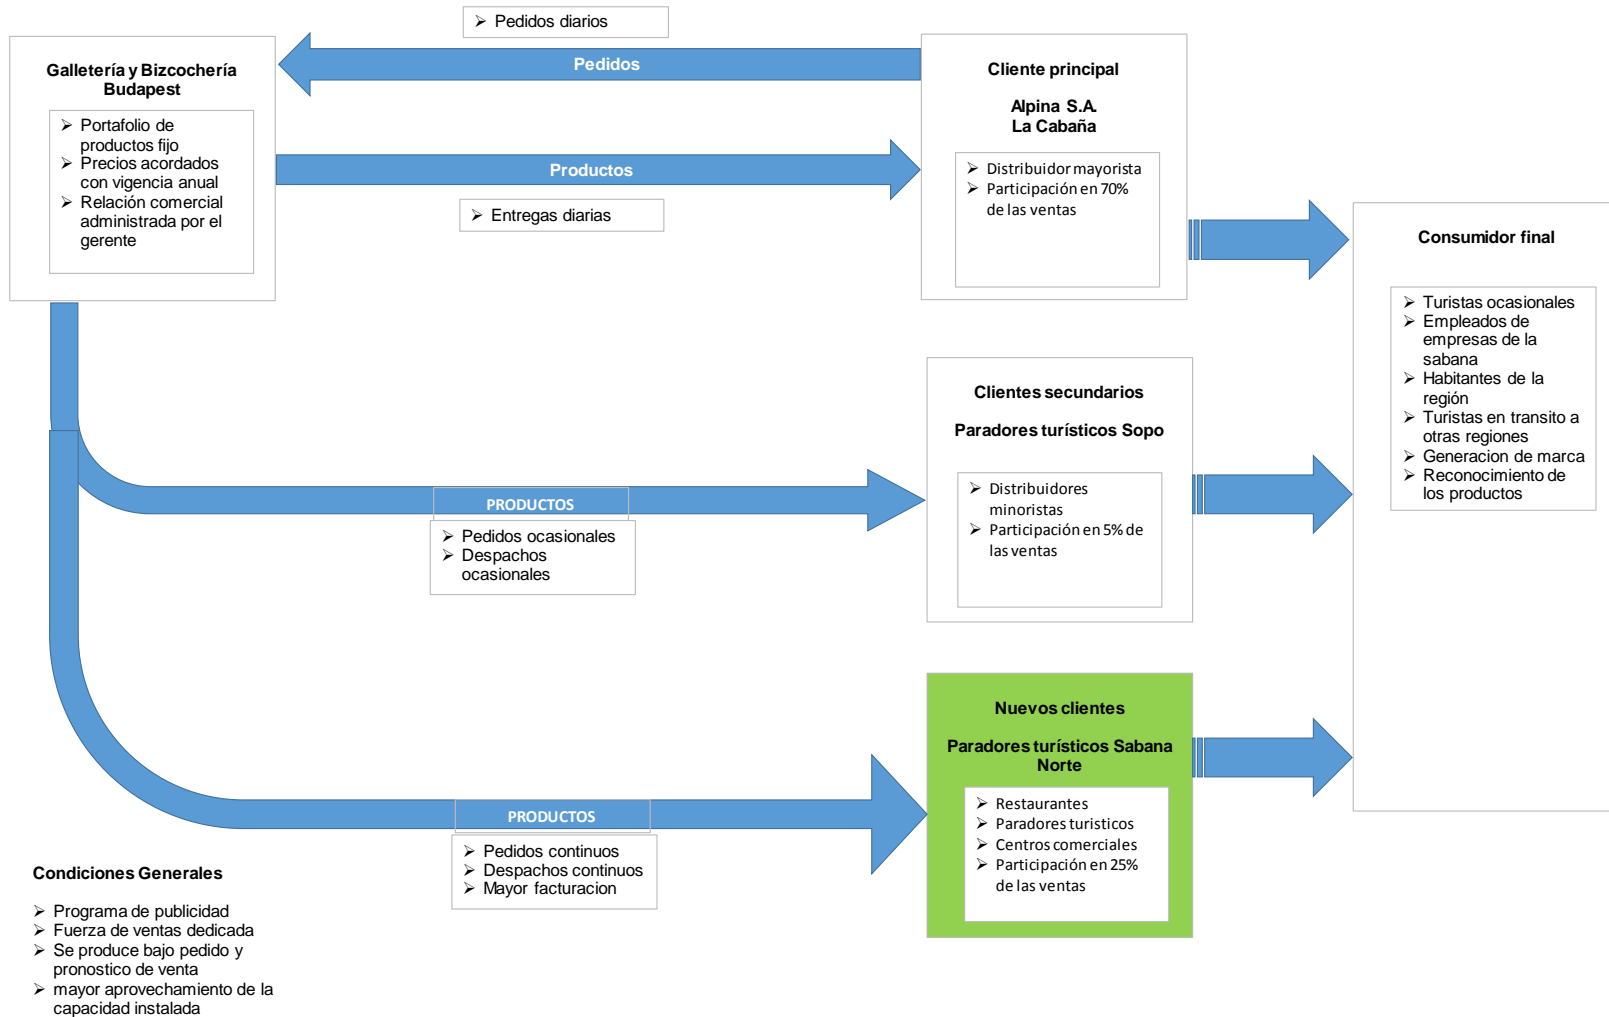 ➢ Pedidos diarios
Pedidos
Galletería y Bizcochería
Budapest
➢ Portafolio de
productos fijo
➢ Precios acordados
con vigencia anual
➢ Relación comercial
administrada por el
gerente
Productos
➢ Entregas diarias
Cliente principal
Alpina S.A.
La Cabaña
➢ Distribuidor mayorista
➢ Participación en 70%
de las ventas
Consumidor final
➢ Turistas ocasionales
➢ Empleados de
empresas de la
sabana
➢ Habitantes de la
región
➢ Turistas en transito a
otras regiones
➢ Generacion de marca
➢ Reconocimiento de
los productos
Clientes secundarios
Paradores turísticos Sopo
➢ Distribuidores
minoristas
➢ Participación en 5% de
las ventas
PRODUCTOS
➢ Pedidos ocasionales
➢ Despachos
ocasionales
Nuevos clientes
Paradores turísticos Sabana
Norte
➢ Restaurantes
➢ Paradores turisticos
➢ Centros comerciales
➢ Participación en 25%
de las ventas
PRODUCTOS
➢ Pedidos continuos
➢ Despachos continuos
➢ Mayor facturacion
Condiciones Generales
➢ Programa de publicidad
➢ Fuerza de ventas dedicada
➢ Se produce bajo pedido y
pronostico de venta
➢ mayor aprovechamiento de la
capacidad instalada